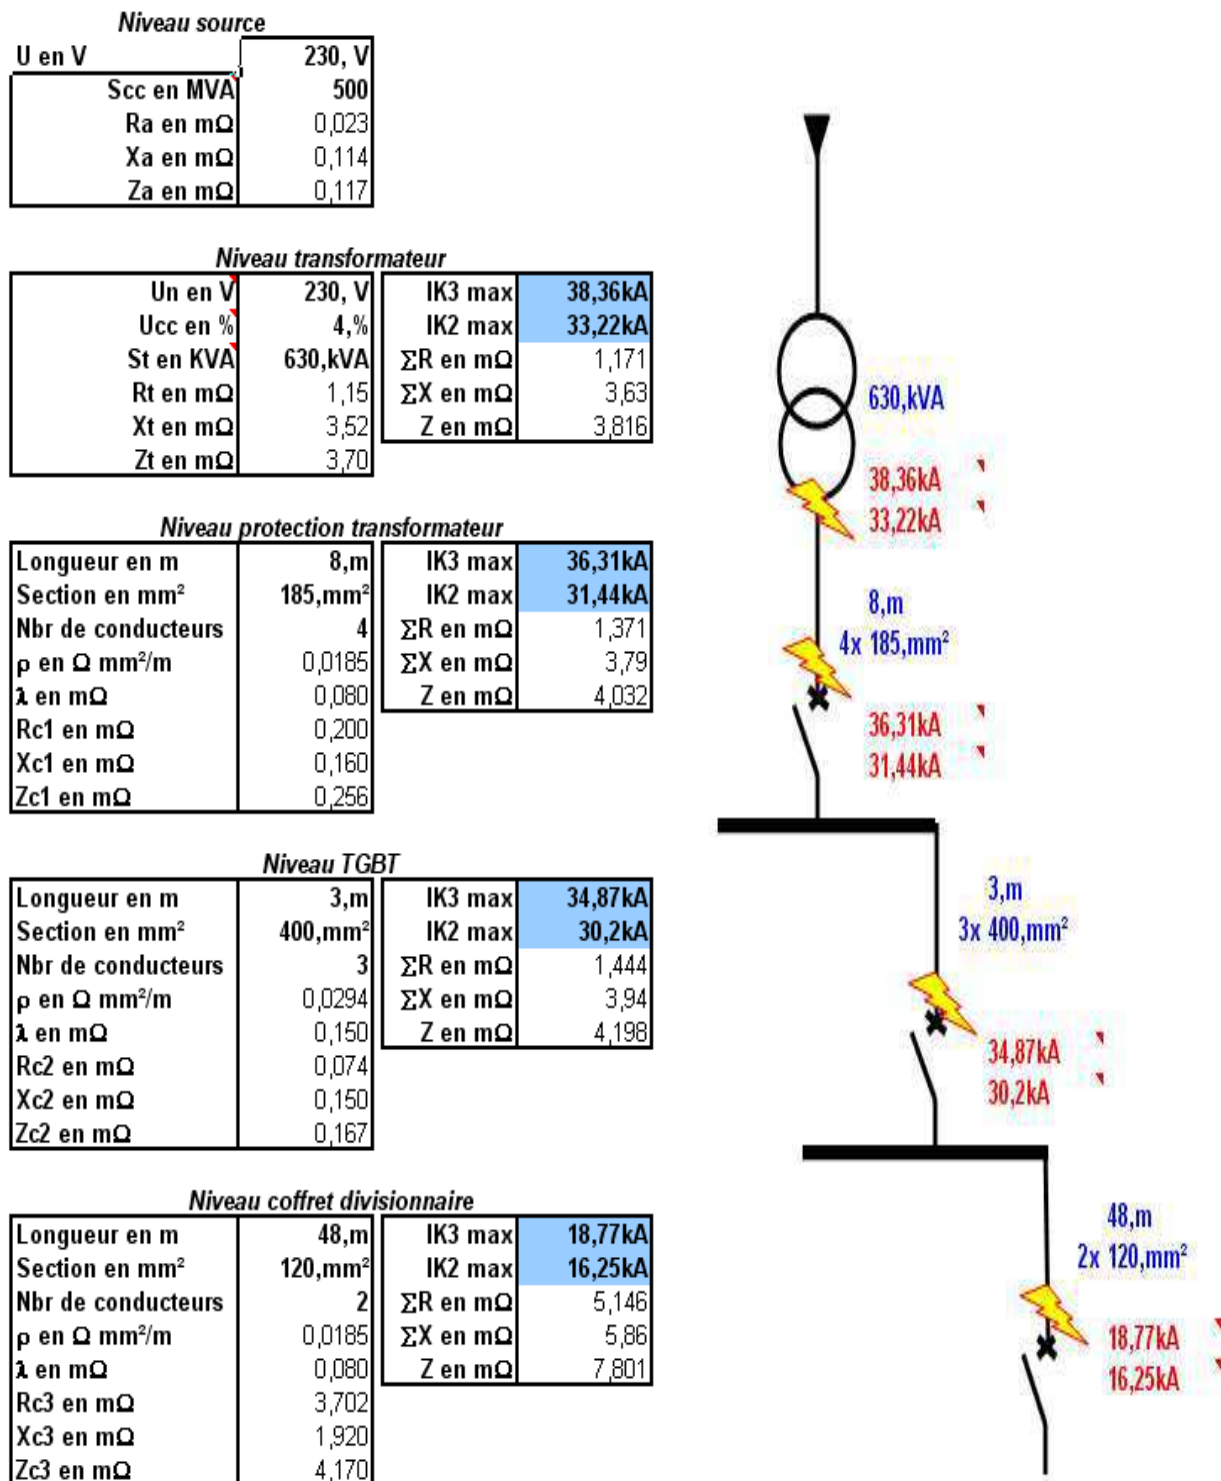 Niveau source
U en V 230, V
Scc en MVA 500
Ra en mΩ 0,023
Xa en mΩ 0,114
Za en mΩ 0,117
Niveau transformateur
Un en V 230, V IK3 max 38,36kA
Ucc en % 4,% IK2 max 33,22kA
St en KVA 630,kVA ΣR en mΩ 1,171
Rt en mΩ 1,15 ΣX en mΩ 3,63
Xt en mΩ 3,52 Z en mΩ 3,816
Zt en mΩ 3,70
Niveau protection transformateur
Longueur en m 8,m IK3 max 36,31kA
Section en mm² 185,mm² IK2 max 31,44kA
Nbr de conducteurs 4 ΣR en mΩ 1,371
ρ en Ω mm²/m 0,0185 ΣX en mΩ 3,79
λ en mΩ 0,080 Z en mΩ 4,032
Rc1 en mΩ 0,200
Xc1 en mΩ 0,160
Zc1 en mΩ 0,256
Niveau TGBT
Longueur en m 3,m IK3 max 34,87kA
Section en mm² 400,mm² IK2 max 30,2kA
Nbr de conducteurs 3 ΣR en mΩ 1,444
ρ en Ω mm²/m 0,0294 ΣX en mΩ 3,94
λ en mΩ 0,150 Z en mΩ 4,198
Rc2 en mΩ 0,074
Xc2 en mΩ 0,150
Zc2 en mΩ 0,167
Niveau coffret divisionnaire
Longueur en m 48,m IK3 max 18,77kA
Section en mm² 120,mm² IK2 max 16,25kA
Nbr de conducteurs 2 ΣR en mΩ 5,146
ρ en Ω mm²/m 0,0185 ΣX en mΩ 5,86
λ en mΩ 0,080 Z en mΩ 7,801
Rc3 en mΩ 3,702
Xc3 en mΩ 1,920
Zc3 en mΩ 4,170
630,kVA
38,36kA
33,22kA
8,m
4x 185,mm²
36,31kA
31,44kA
3,m
3x 400,mm²
34,87kA
30,2kA
48,m
2x 120,mm²
18,77kA
16,25kA